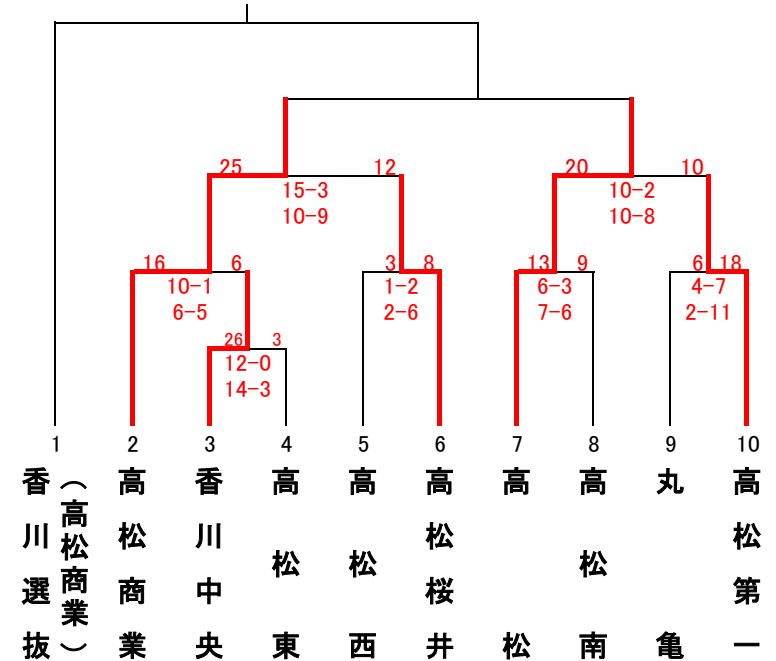 25 12 20 10
15-3 10-2
10-9 10-8
16 6 3 8 13 9 6 18
10-1 1-2 6-3 4-7
6-5 2-6 7-6 2-11
26 3
12-0
14-3
1 2 3 4 5 6 7 8 9 10
香川選抜
（高松商業）
高松商業
香川中央
高松東
高松西
高松桜井
高松
高松南
丸亀
高松第一